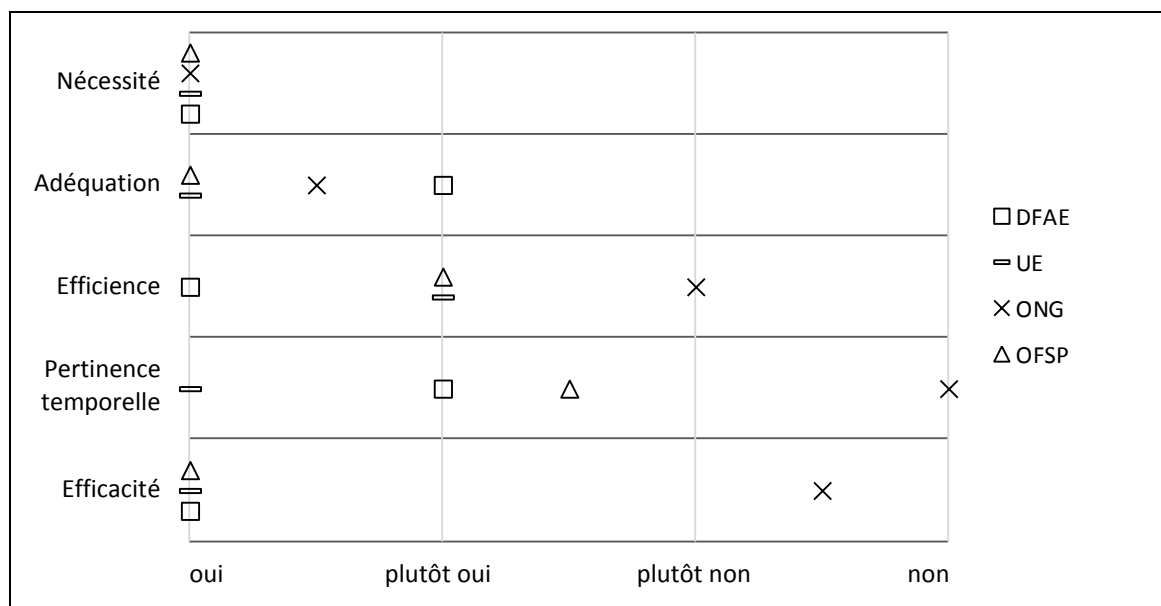 Nécessité
Adéquation
Efficience
Pertinence
temporelle
Efficacité
oui
plutôt oui
plutôt non
non
DFAE
UE
ONG
OFSP